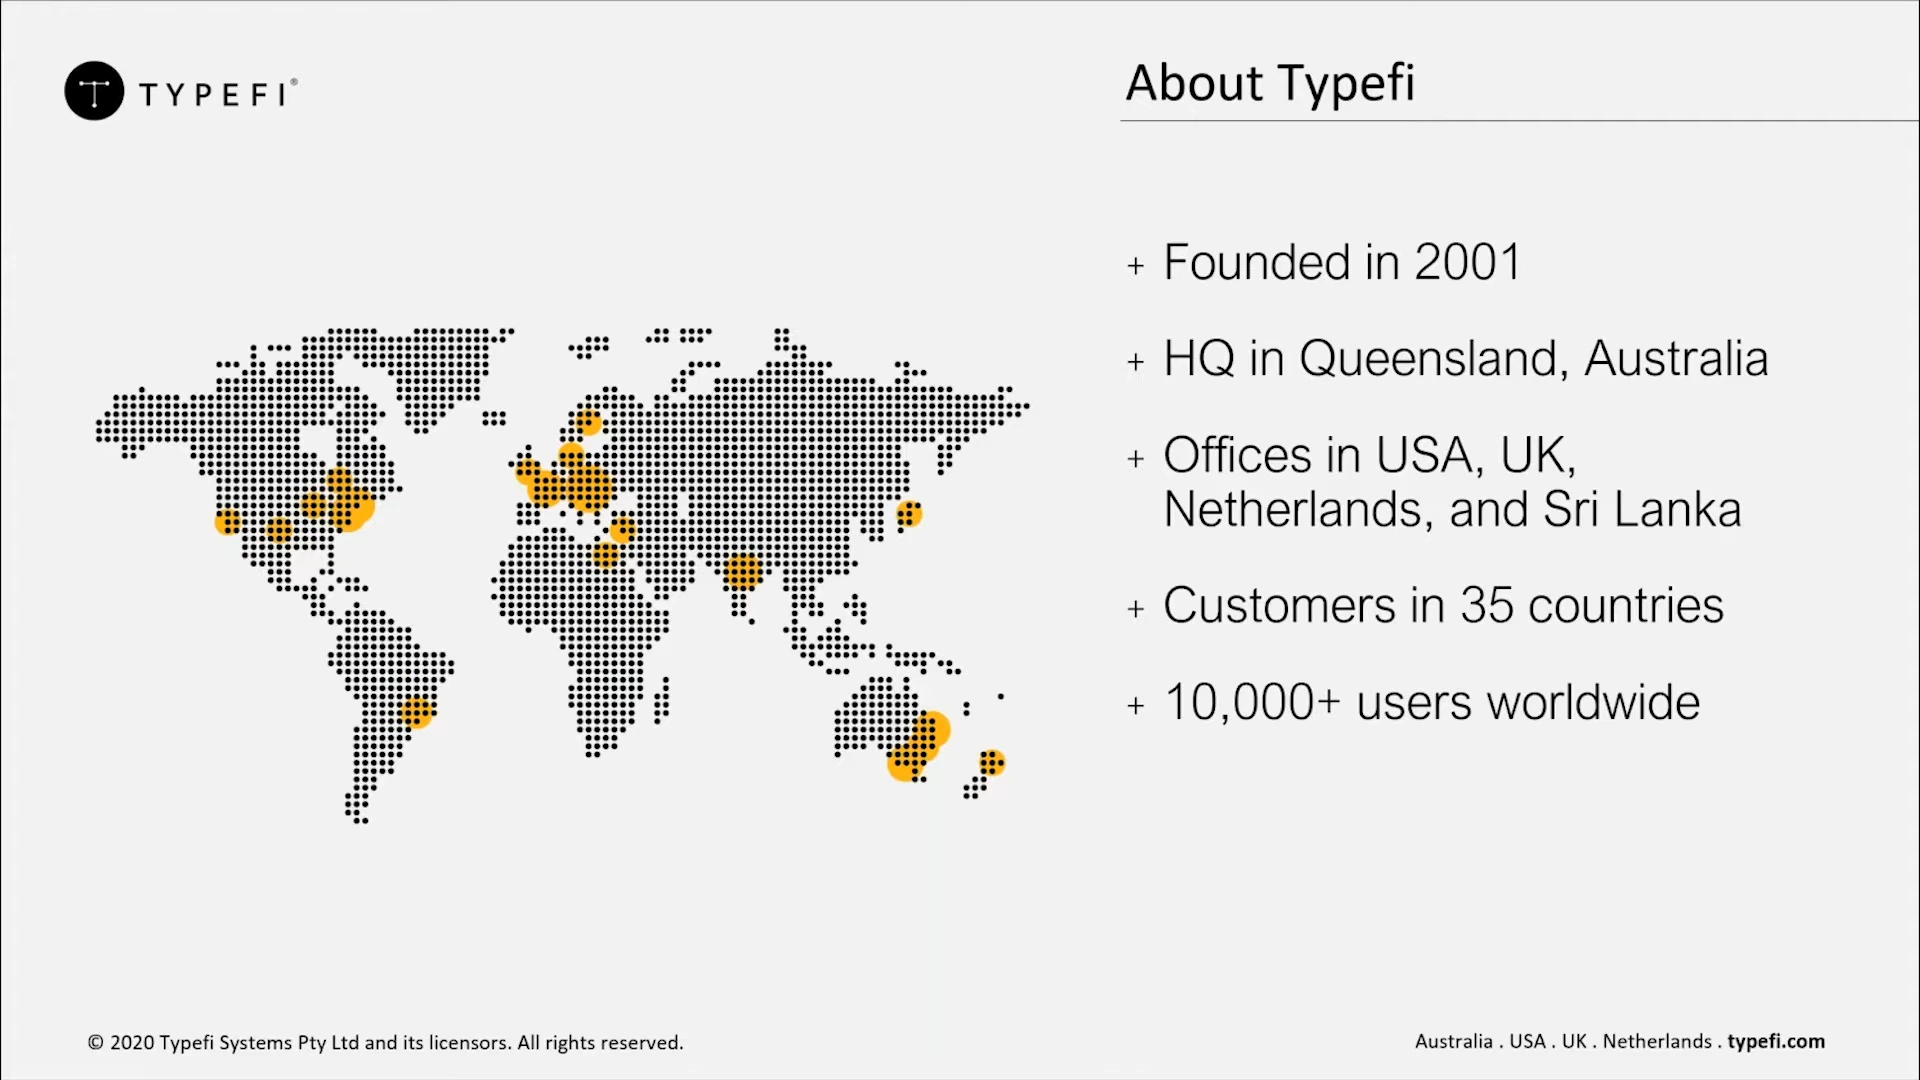 TYPEFI®
About Typefi
+ Founded in 2001
+ HQ in Queensland, Australia
+ Offices in USA, UK,
Netherlands, and Sri Lanka
+ Customers in 35 countries
+ 10,000+ users worldwide
© 2020 Typefi Systems Pty Ltd and its licensors. All rights reserved.
Australia . USA . UK . Netherlands . typefi.com